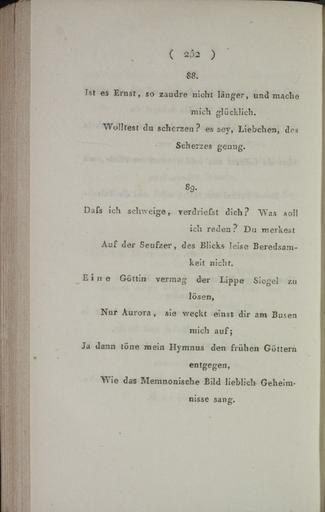 ( 252 )
88.
Ist es Ernst, so zaudre nicht länger, und mache
mich glücklich.
Wolltest du scherzen? es sey, Liebchen, des
Scherzes genug.
89.
Daſs ich schweige, verdrieſst dich? Was soll
ich reden? Du merkest
Auf der Seufzer, des Blicks leise Beredsam-
keit nicht.
Eine Göttin vermag der Lippe Siegel zu
lösen,
Nur Aurora, sie weckt einst dir am Busen
mich auf;
Ja dann töne mein Hymnus den frühen Göttern
entgegen,
Wie das Memnonische Bild lieblich Geheim-
nisse sang.